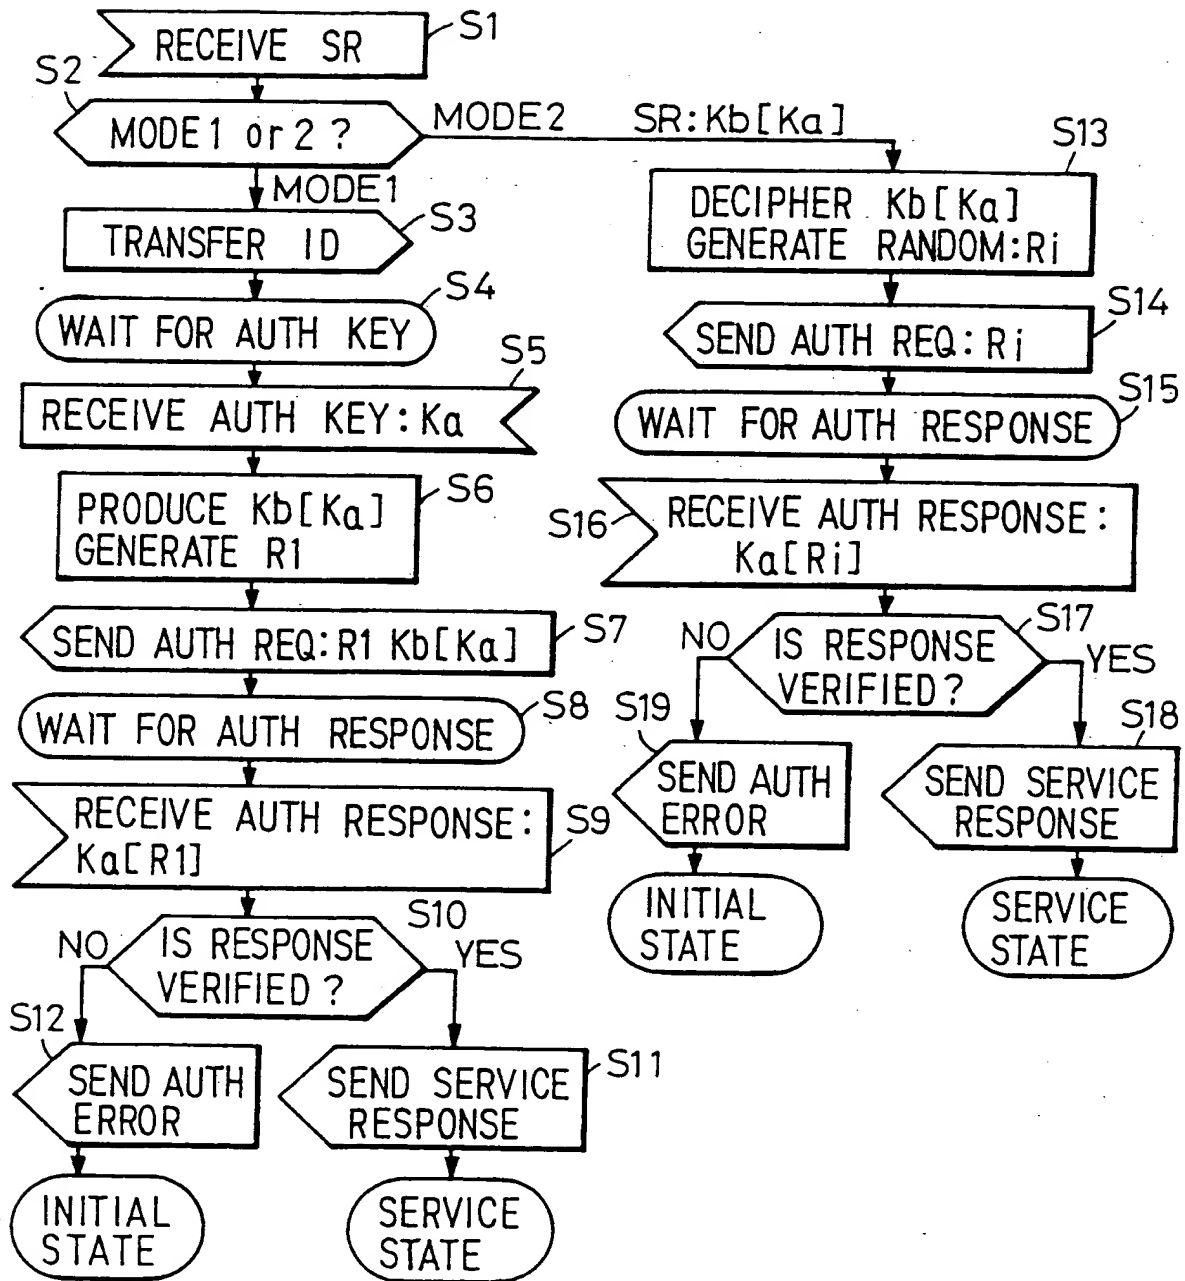 S1
RECEIVE SR
S2
MODE1 or 2 ?
MODE2 SR:Kb[Ka]
MODE1
S3
TRANSFER ID
S4
WAIT FOR AUTH KEY
S5
RECEIVE AUTH KEY:Ka
S6
PRODUCE Kb[Ka]
GENERATE R1
S7
SEND AUTH REQ:R1 Kb[Ka]
S8
WAIT FOR AUTH RESPONSE
S9
RECEIVE AUTH RESPONSE:
Ka[R1]
S10
IS RESPONSE
VERIFIED?
NO
YES
S12
SEND AUTH
ERROR
S11
SEND SERVICE
RESPONSE
INITIAL
STATE
SERVICE
STATE
S13
DECIPHER Kb[Ka]
GENERATE RANDOM:Ri
S14
SEND AUTH REQ:Ri
S15
WAIT FOR AUTH RESPONSE
S16
RECEIVE AUTH RESPONSE:
Ka[Ri]
S17
IS RESPONSE
VERIFIED?
NO
YES
S19
SEND AUTH
ERROR
S18
SEND SERVICE
RESPONSE
INITIAL
STATE
SERVICE
STATE